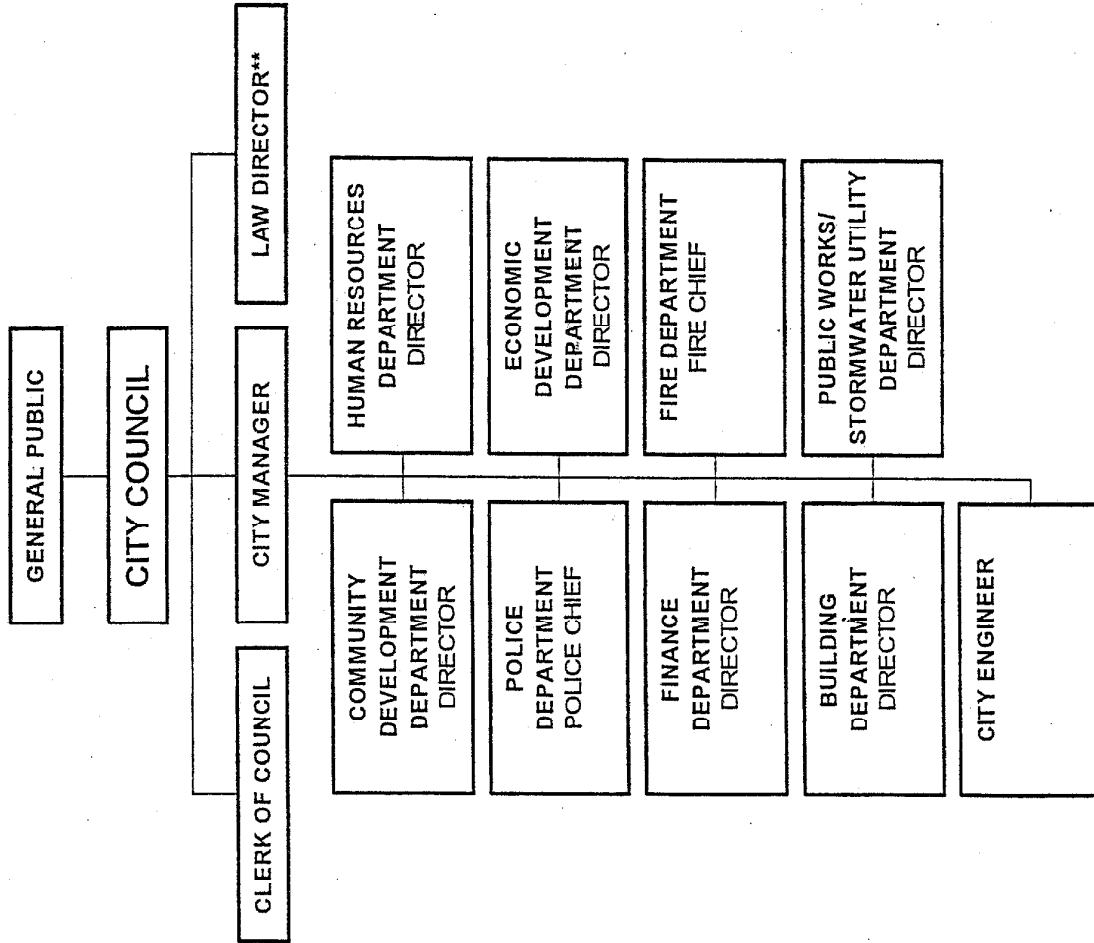 GENERAL PUBLIC
CITY COUNCIL
CLERK OF COUNCIL
CITY MANAGER
LAW DIRECTOR**
COMMUNITY
DEVELOPMENT
DEPARTMENT
DIRECTOR
HUMAN RESOURCES
DEPARTMENT
DIRECTOR
POLICE
DEPARTMENT
POLICE CHIEF
ECONOMIC
DEVELOPMENT
DEPARTMENT
DIRECTOR
FINANCE
DEPARTMENT
DIRECTOR
FIRE DEPARTMENT
FIRE CHIEF
BUILDING
DEPARTMENT
DIRECTOR
PUBLIC WORKS/
STORMWATER UTILITY
DEPARTMENT
DIRECTOR
CITY ENGINEER